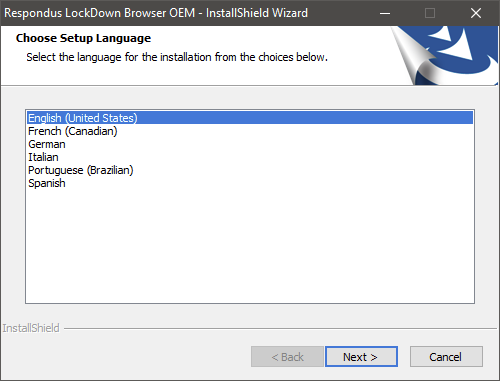 Respondus LockDown Browser OEM - InstallShield Wizard
Choose Setup Language
Select the language for the installation from the choices below.
English (United States)
French (Canadian)
German
Italian
Portuguese (Brazilian)
Spanish
InstallShield
< Back
Next >
Cancel